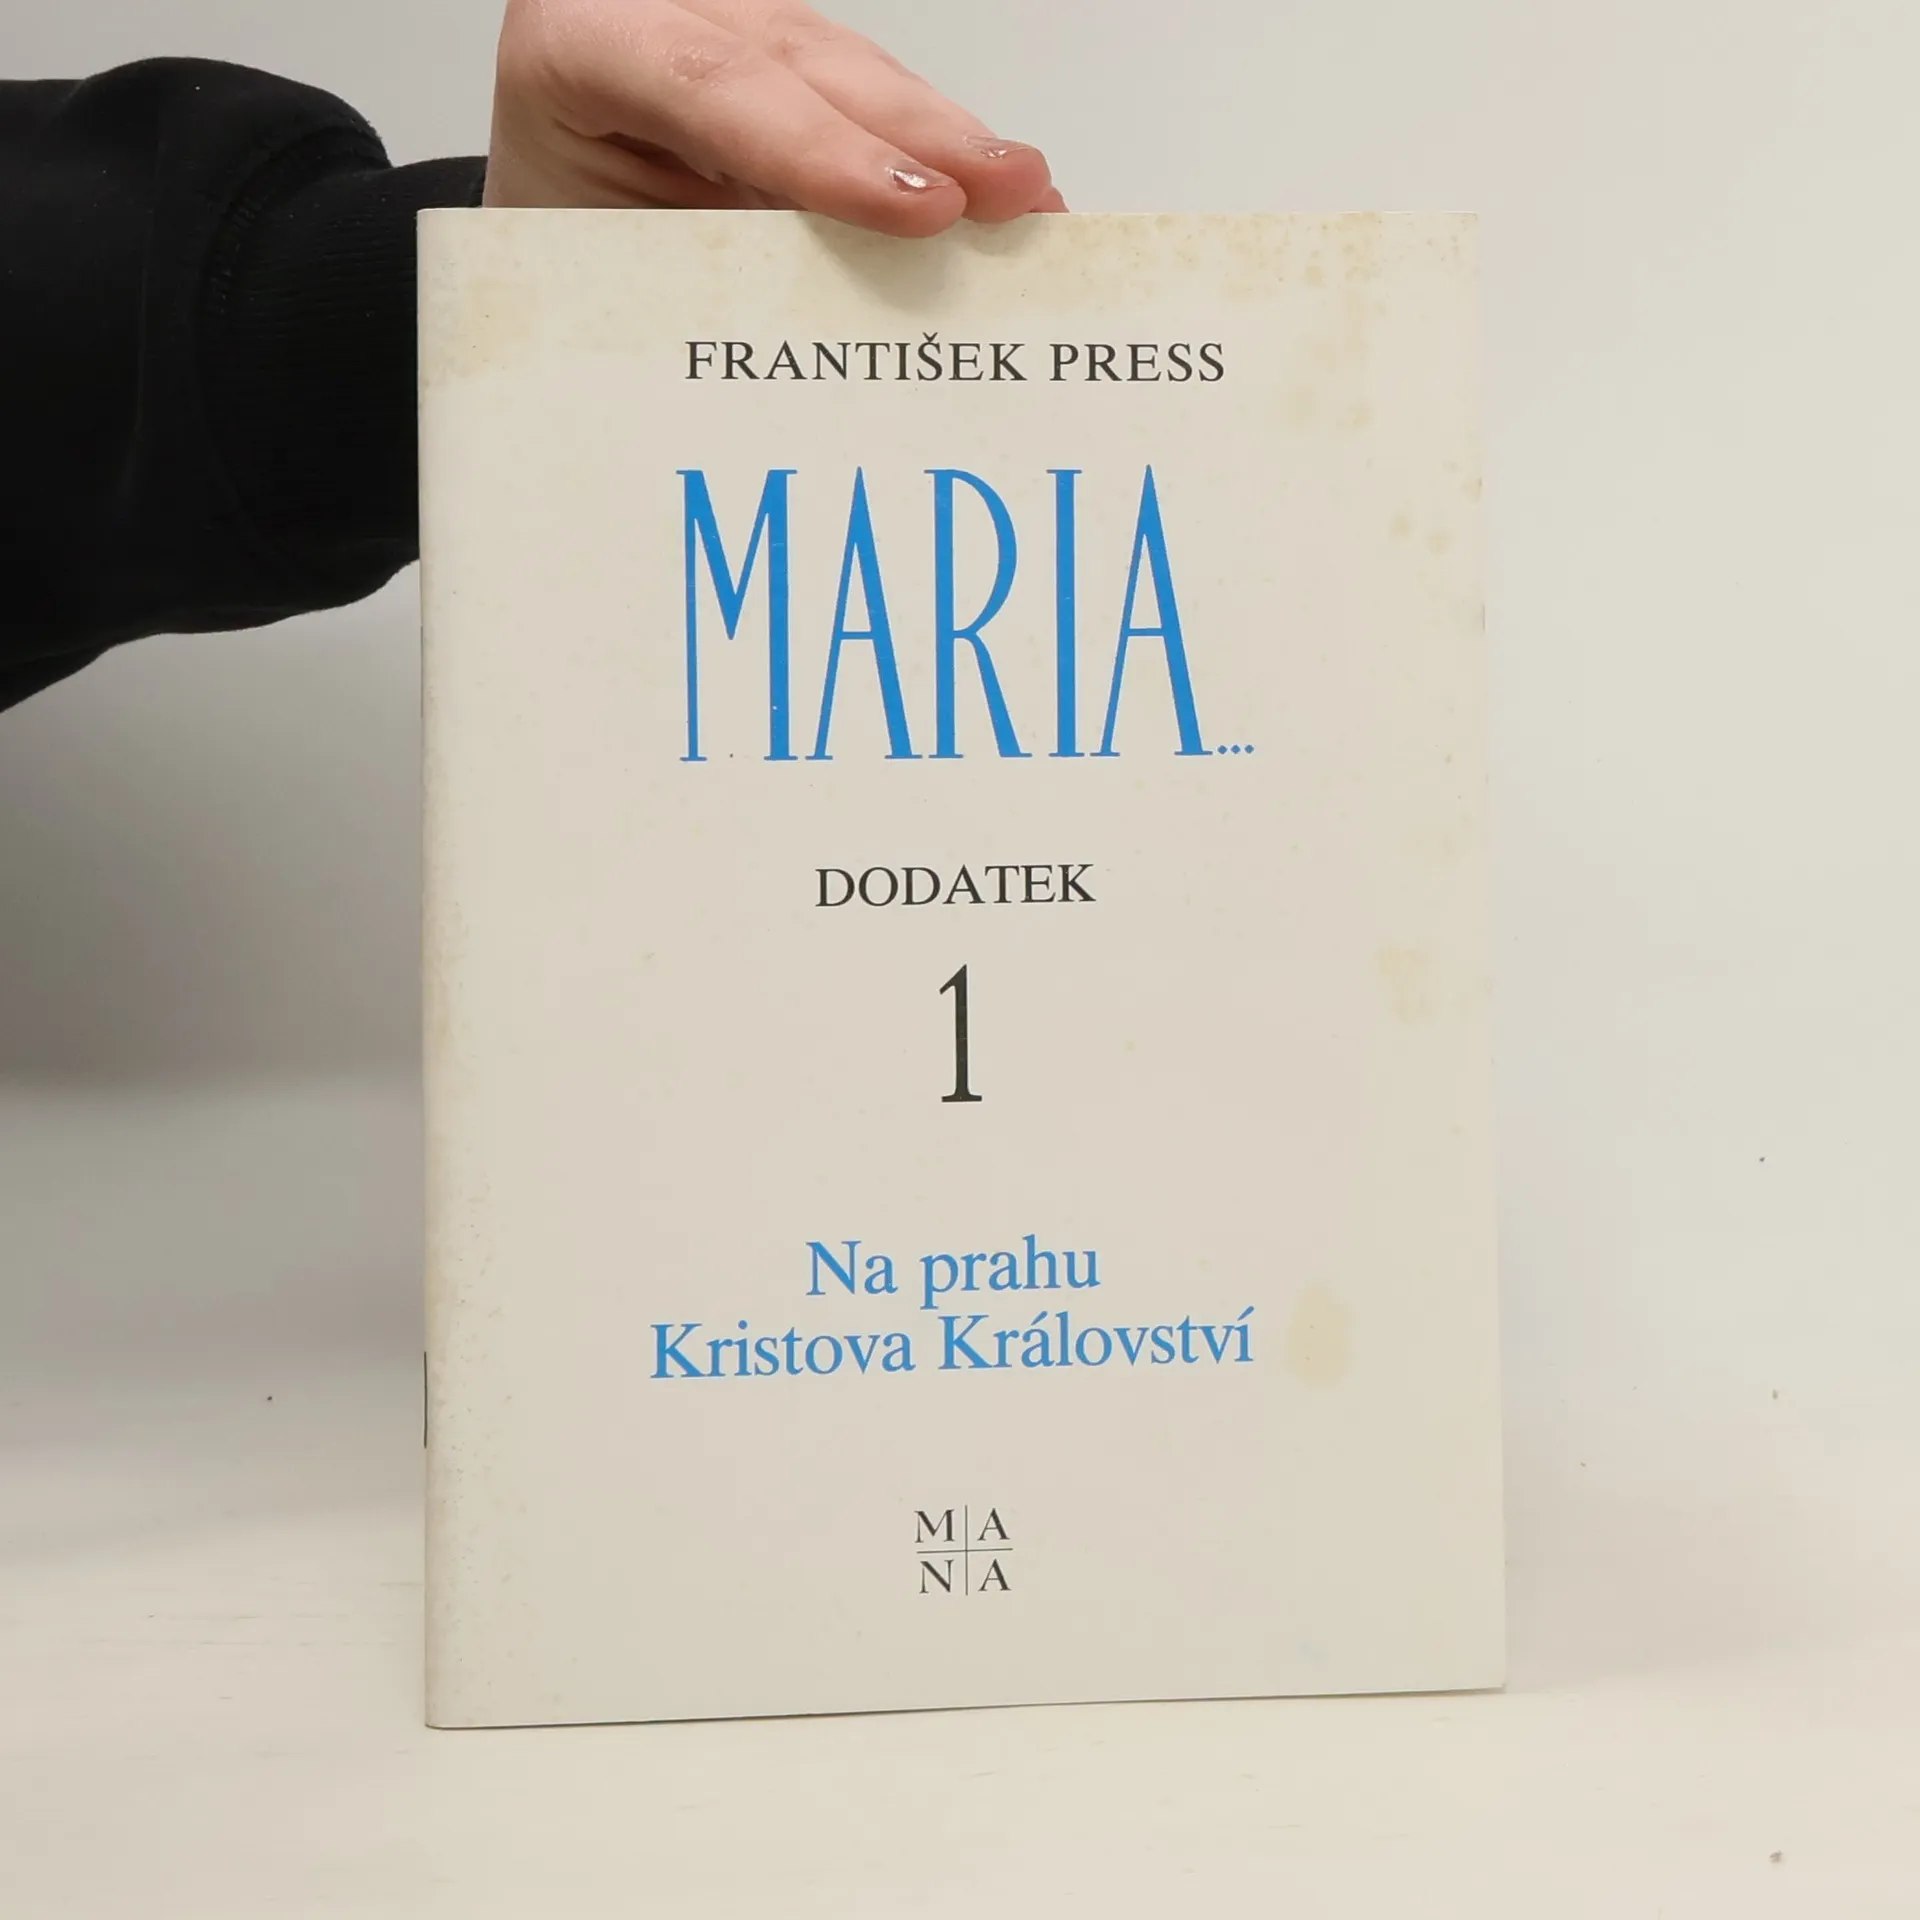 FRANTIŠEK PRESS
MARIA...
DODATEK
1
Na prahu
Kristova Království
M A
N A